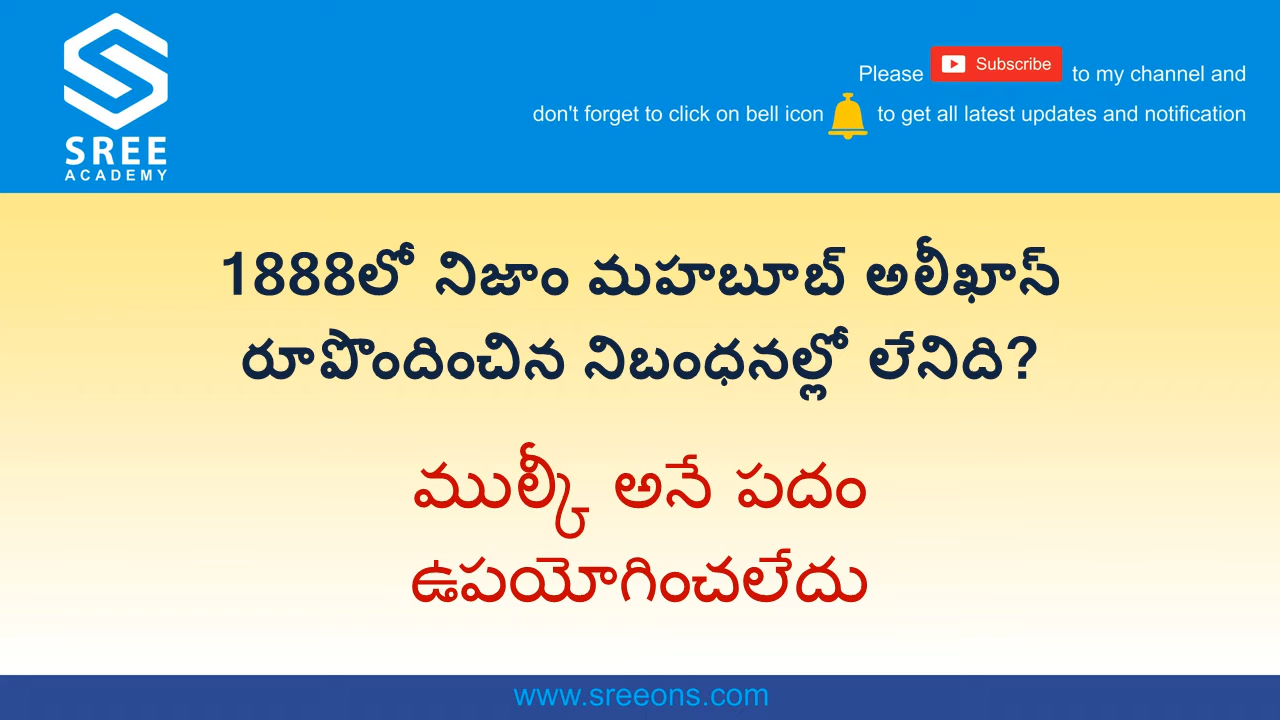 SREE
ACADEMY
Please Subscribe to my channel and
don't forget to click on bell icon to get all latest updates and notification
1888లో నిజాం మహబూబ్ అలీఖాన్
రూపొందించిన నిబంధనల్లో లేనిది?
ముల్కీ అనే పదం
ఉపయోగించలేదు
www.sreeons.com